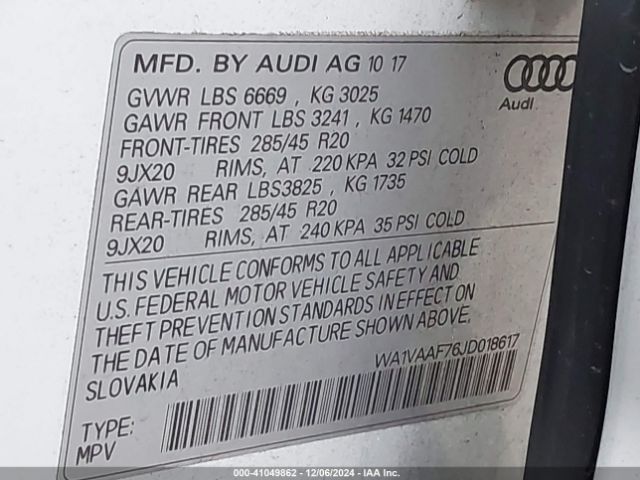 MFD. BY AUDI AG 10 17
Audi
GVWR LBS 6669 , KG 3025
GAWR FRONT LBS 3241 , KG 1470
FRONT-TIRES 285/45 R20
9JX20 RIMS, AT 220 KPA 32 PSI COLD
GAWR REAR LBS3825 , KG 1735
REAR-TIRES 285/45 R20
9JX20 RIMS, AT 240 KPA 35 PSI COLD
THIS VEHICLE CONFORMS TO ALL APPLICABLE
U.S. FEDERAL MOTOR VEHICLE SAFETY AND
THEFT PREVENTION STANDARDS IN EFFECT ON
THE DATE OF MANUFACTURE SHOWN ABOVE.
SLOVAKIA
WA1VAAF76JD018617
TYPE:
MPV
000-41049862 - 12/06/2024 - IAA Inc.